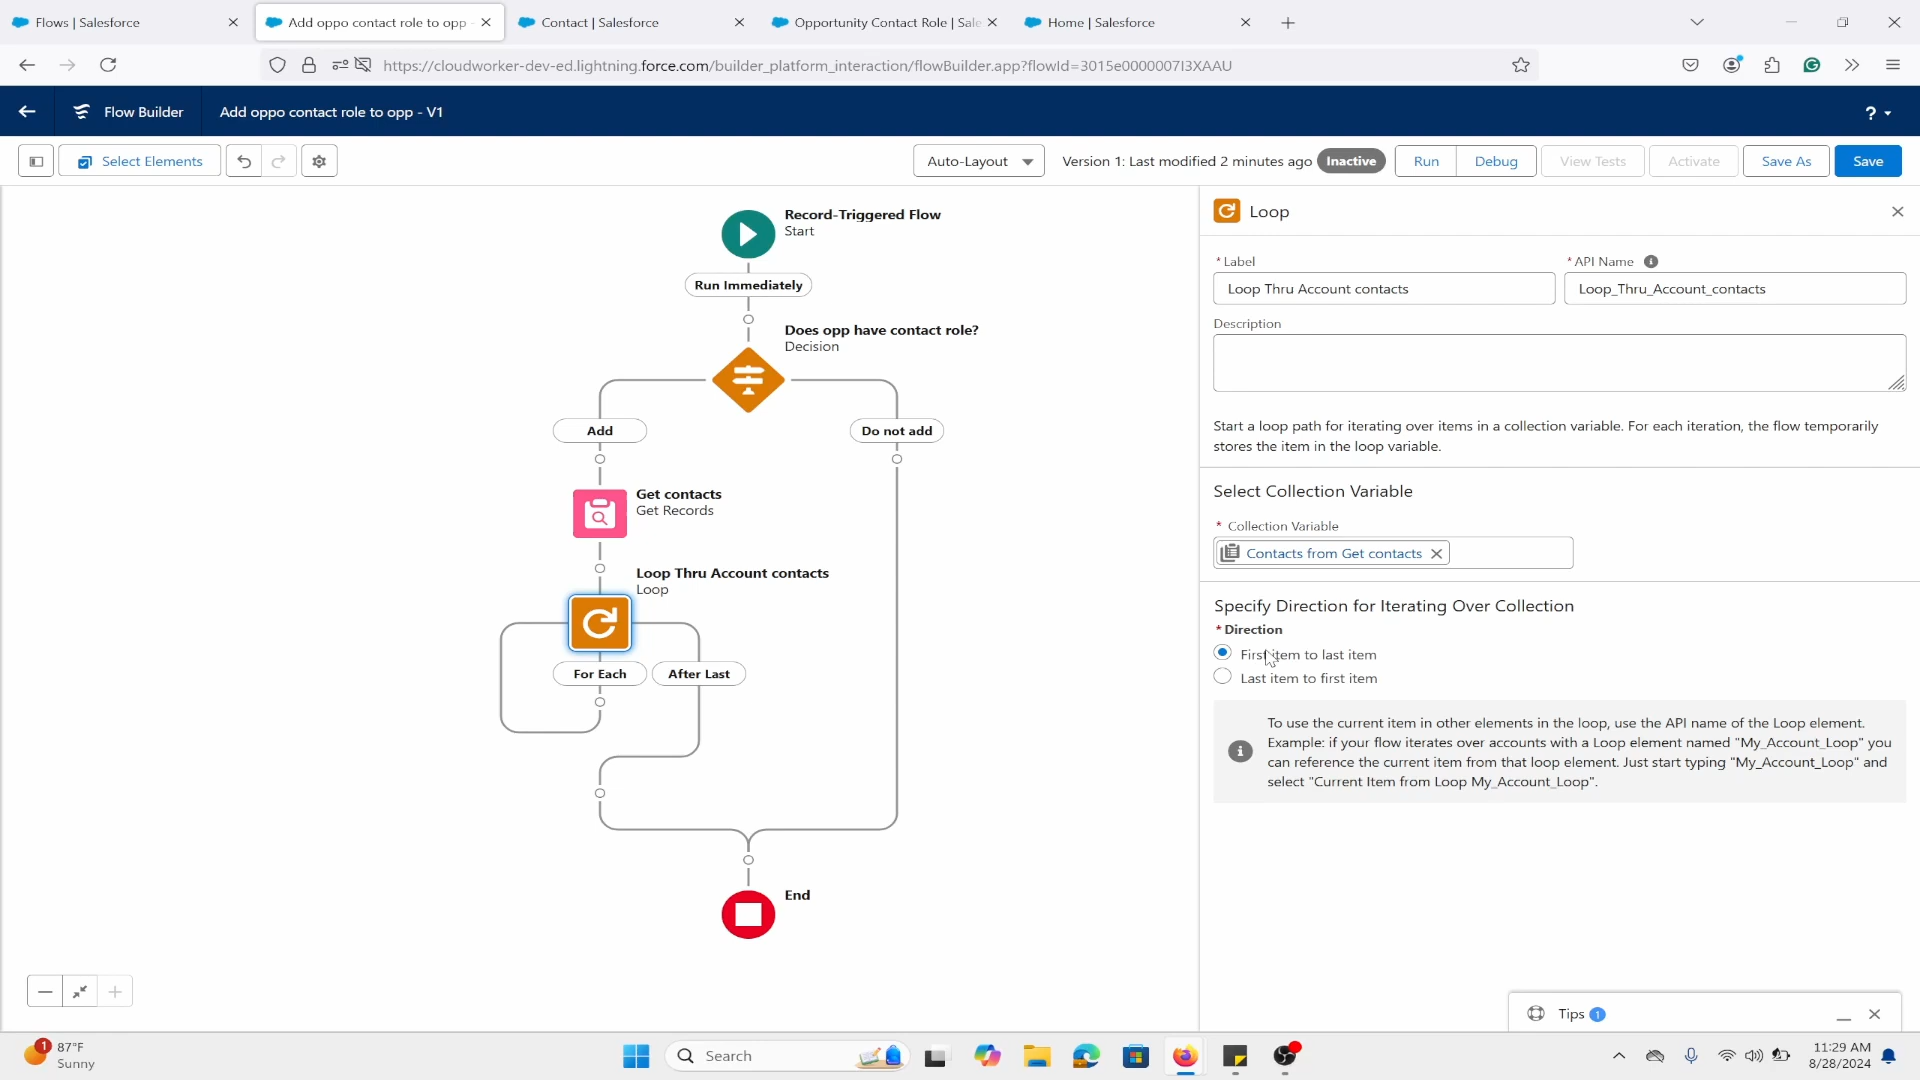 Flows | Salesforce
Add oppo contact role to opp -
Contact | Salesforce
Opportunity Contact Role | Sale
Home | Salesforce
https://cloudworker-dev-ed.lightning.force.com/builder_platform_interaction/flowBuilder.app?flowId=3015e0000007I3XAAU
Flow Builder
Add oppo contact role to opp - V1
?
Select Elements
Auto-Layout
Version 1: Last modified 2 minutes ago
Inactive
Run
Debug
View Tests
Activate
Save As
Save
Record-Triggered Flow
Start
Run Immediately
Does opp have contact role?
Decision
Add
Do not add
Get contacts
Get Records
Loop Thru Account contacts
Loop
For Each
After Last
End
Loop
* Label
Loop Thru Account contacts
* API Name
Loop_Thru_Account_contacts
Description
Start a loop path for iterating over items in a collection variable. For each iteration, the flow temporarily
stores the item in the loop variable.
Select Collection Variable
* Collection Variable
Contacts from Get contacts
Specify Direction for Iterating Over Collection
* Direction
First item to last item
Last item to first item
To use the current item in other elements in the loop, use the API name of the Loop element.
Example: if your flow iterates over accounts with a Loop element named "My_Account_Loop" you
can reference the current item from that loop element. Just start typing "My_Account_Loop" and
select "Current Item from Loop My_Account_Loop".
Tips 1
1
87°F
Sunny
Search
11:29 AM
8/28/2024